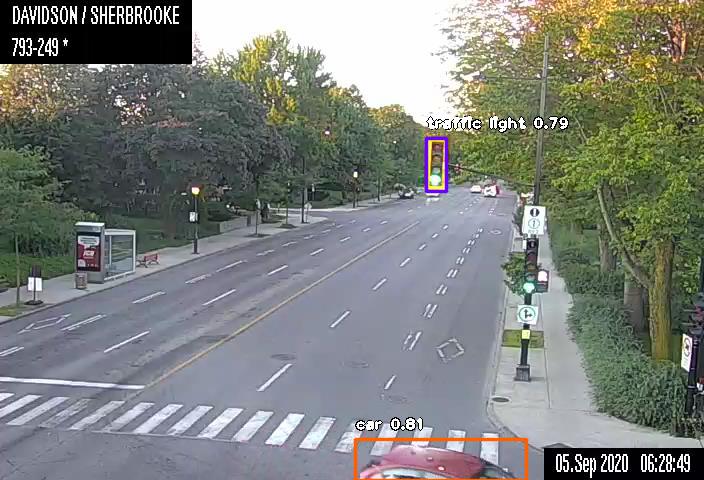 DAVIDSON / SHERBROOKE
793-249 *
traffic light 0.79
car 0.81
05.Sep 2020 06:28:49